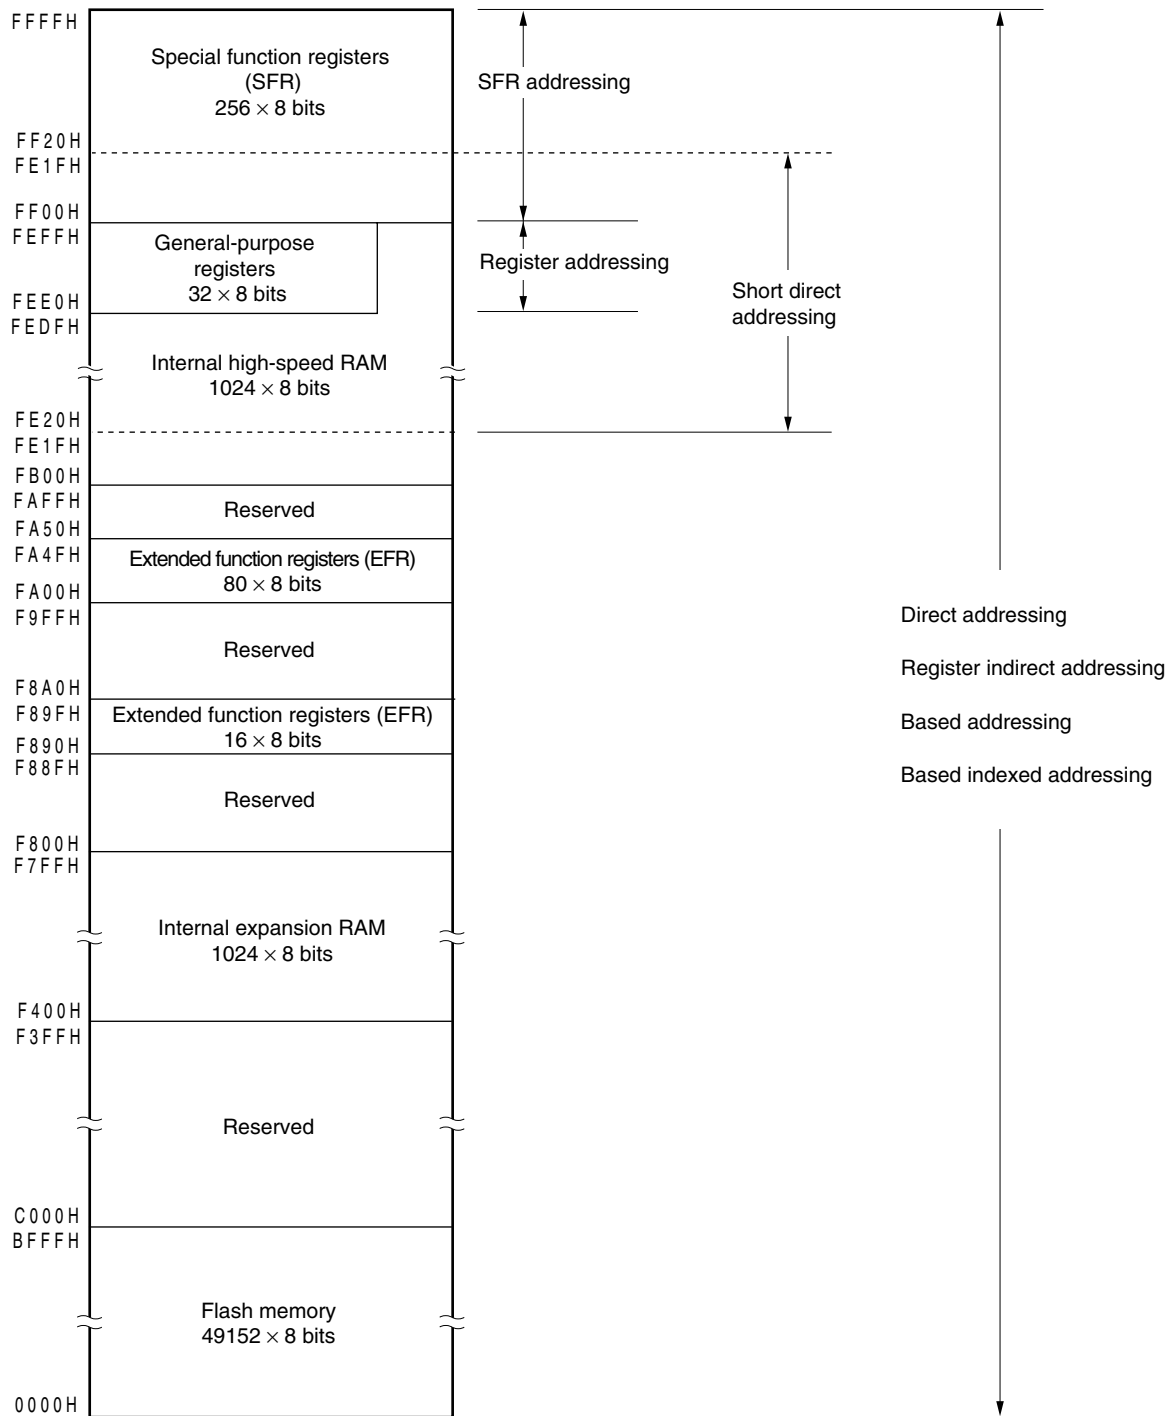 FFFFH
Special function registers
(SFR)
256 × 8 bits
SFR addressing
FF20H
FE1FH
FF00H
FEFFH
General-purpose
registers
32 × 8 bits
Register addressing
Short direct
addressing
FEE0H
FEDFH
Internal high-speed RAM
1024 × 8 bits
FE20H
FE1FH
FB00H
FAFFH
Reserved
FA50H
FA4FH
Extended function registers (EFR)
80 × 8 bits
FA00H
F9FFH
Direct addressing
Reserved
Register indirect addressing
F8A0H
F89FH
Extended function registers (EFR)
16 × 8 bits
Based addressing
F890H
F88FH
Based indexed addressing
Reserved
F800H
F7FFH
Internal expansion RAM
1024 × 8 bits
F400H
F3FFH
Reserved
C000H
BFFFH
Flash memory
49152 × 8 bits
0000H